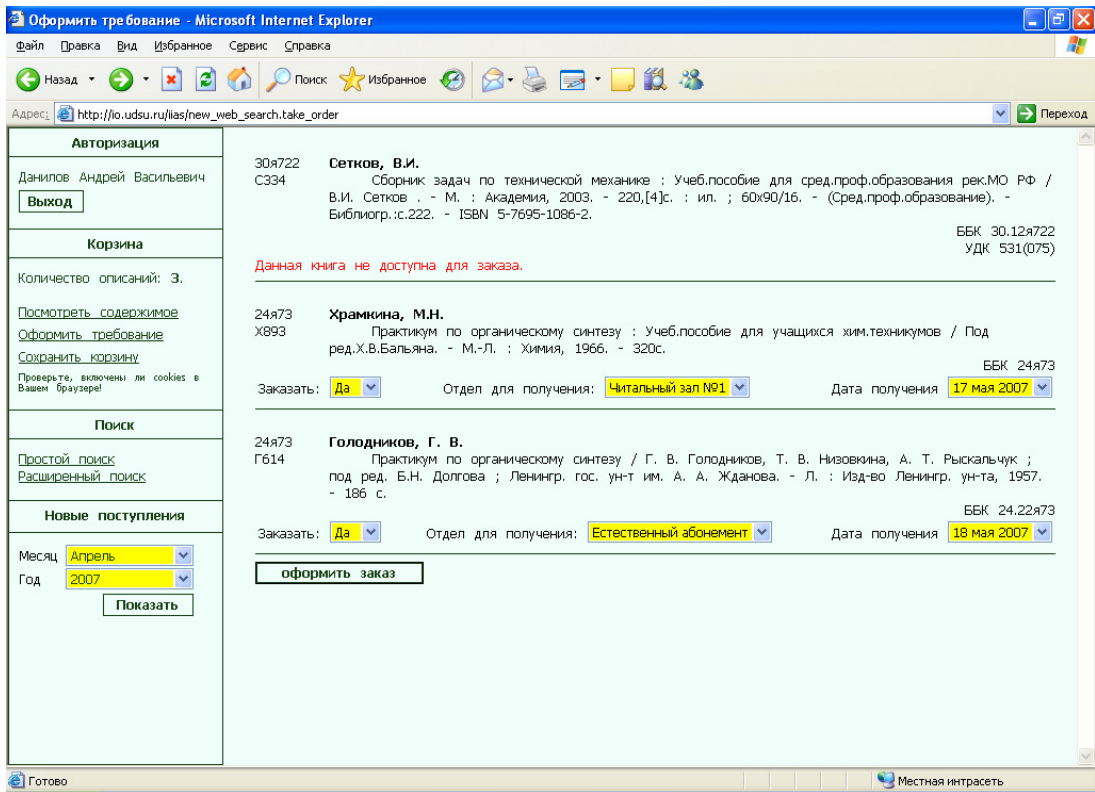 Оформить требование - Microsoft Internet Explorer
Файл Правка Вид Избранное Сервис Справка
Назад Поиск Избранное
Адрес: http://io.udsu.ru/iias/new_web_search.take_order Переход
Авторизация
Данилов Андрей Васильевич
Выход
Корзина
Количество описаний: 3.
Посмотреть содержимое
Оформить требование
Сохранить корзину
Проверьте, включены ли cookies в
Вашем браузере!
Поиск
Простой поиск
Расширенный поиск
Новые поступления
Месяц Апрель
Год 2007
Показать
30я722 Сетков, В.И.
С334 Сборник задач по технической механике : Учеб.пособие для сред.проф.образования рек.МО РФ /
В.И. Сетков . - М. : Академия, 2003. - 220,[4]с. : ил. ; 60х90/16. - (Сред.проф.образование). -
Библиогр.:с.222. - ISBN 5-7695-1086-2.
ББК 30.12я722
УДК 531(075)
Данная книга не доступна для заказа.
24я73 Храмкина, М.Н.
Х893 Практикум по органическому синтезу : Учеб.пособие для учащихся хим.техникумов / Под
ред.Х.В.Бальяна. - М.-Л. : Химия, 1966. - 320с.
ББК 24я73
Заказать: Да Отдел для получения: Читальный зал №1 Дата получения 17 мая 2007
24я73 Голодников, Г. В.
Г614 Практикум по органическому синтезу / Г. В. Голодников, Т. В. Низовкина, А. Т. Рыскальчук ;
под ред. Б.Н. Долгова ; Ленингр. гос. ун-т им. А. А. Жданова. - Л. : Изд-во Ленингр. ун-та, 1957.
- 186 с.
ББК 24.22я73
Заказать: Да Отдел для получения: Естественный абонемент Дата получения 18 мая 2007
оформить заказ
Готово Местная интрасеть